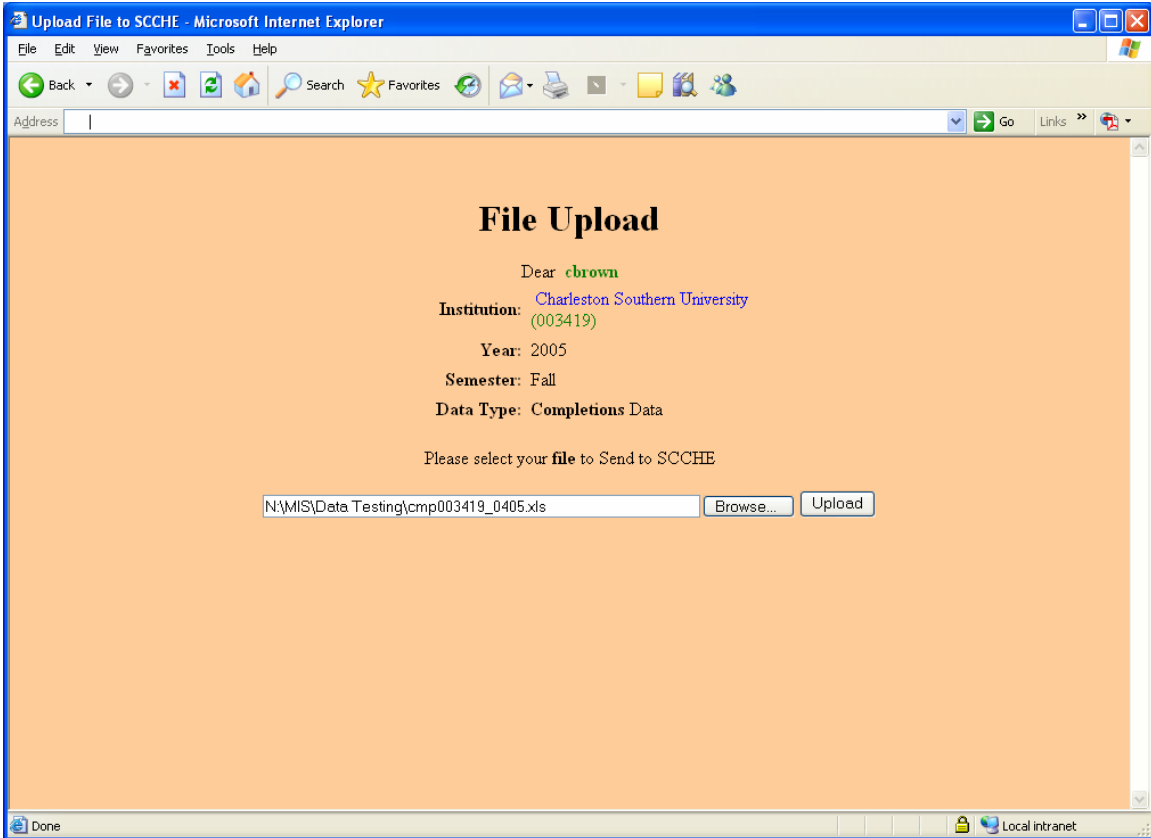 Upload File to SCCHE - Microsoft Internet Explorer
File Edit View Favorites Tools Help
Back Search Favorites
Address Go Links »
File Upload
Dear cbrown
Institution: Charleston Southern University
(003419)
Year: 2005
Semester: Fall
Data Type: Completions Data
Please select your file to Send to SCCHE
N:\MIS\Data Testing\cmp003419_0405.xls Browse... Upload
Done Local intranet